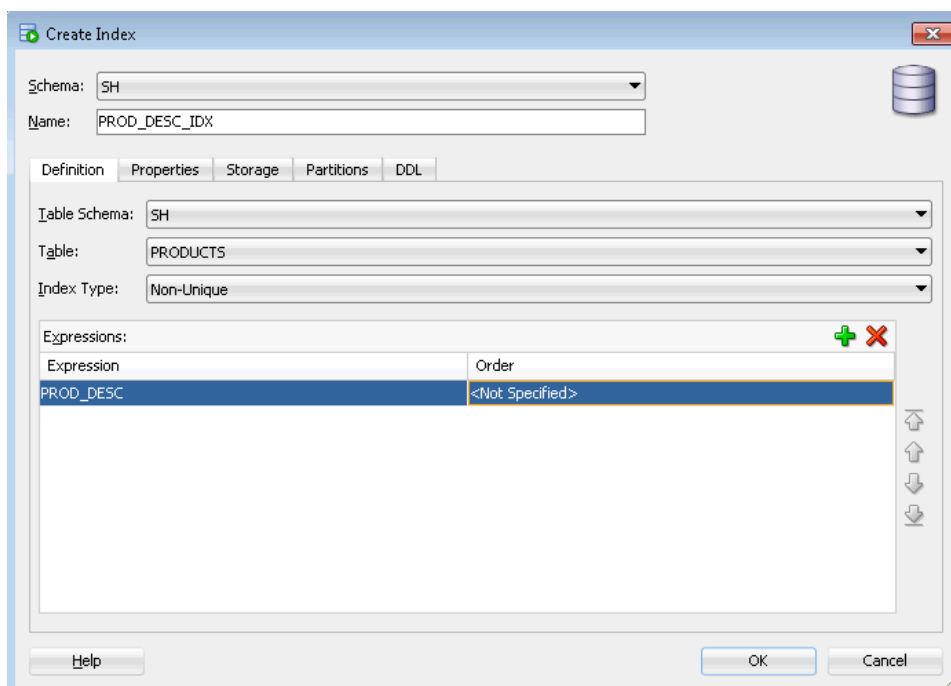 Create Index
Schema: SH
Name: PROD_DESC_IDX
Definition Properties Storage Partitions DDL
Table Schema: SH
Table: PRODUCTS
Index Type: Non-Unique
Expressions:
Expression Order
PROD_DESC <Not Specified>
Help OK Cancel